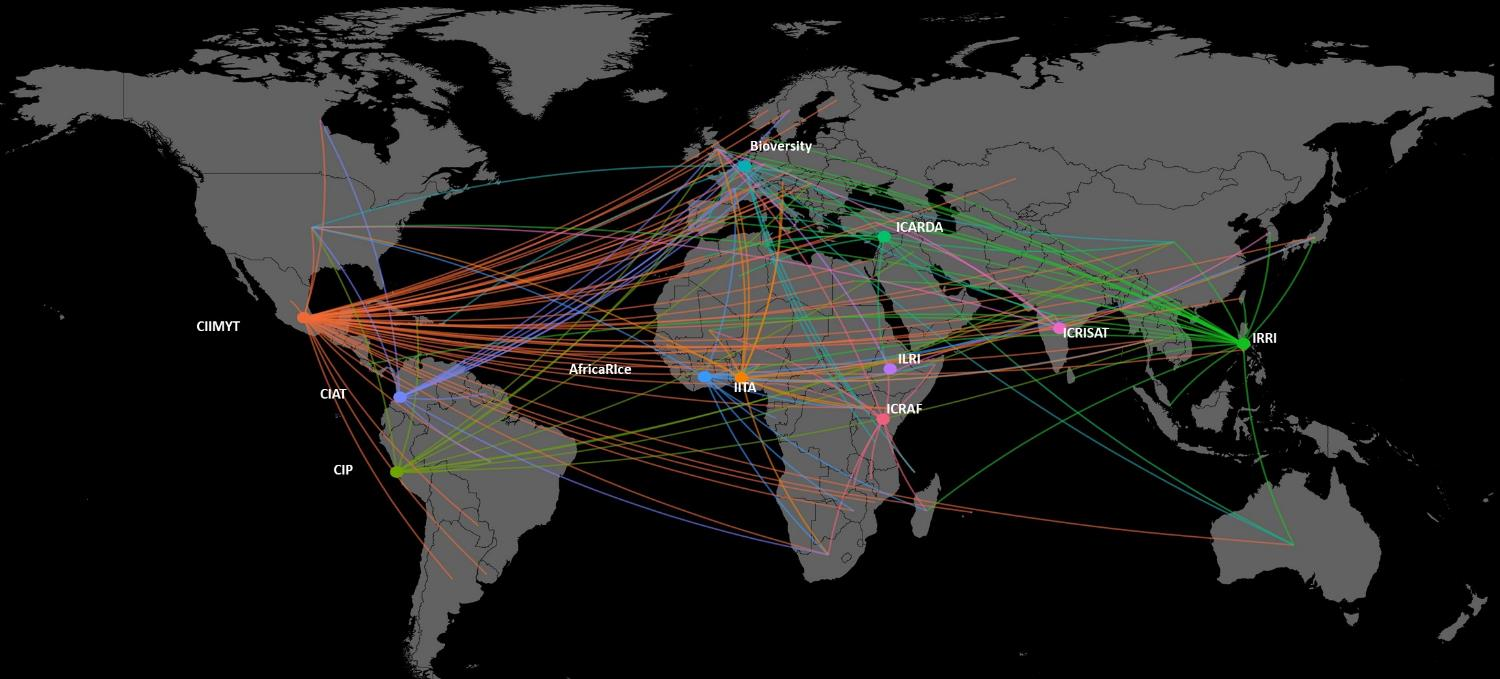 Bioversity
ICARDA
CIIMYT
ICRISAT
IRRI
AfricaRIce
IITA
ILRI
CIAT
ICRAF
CIP